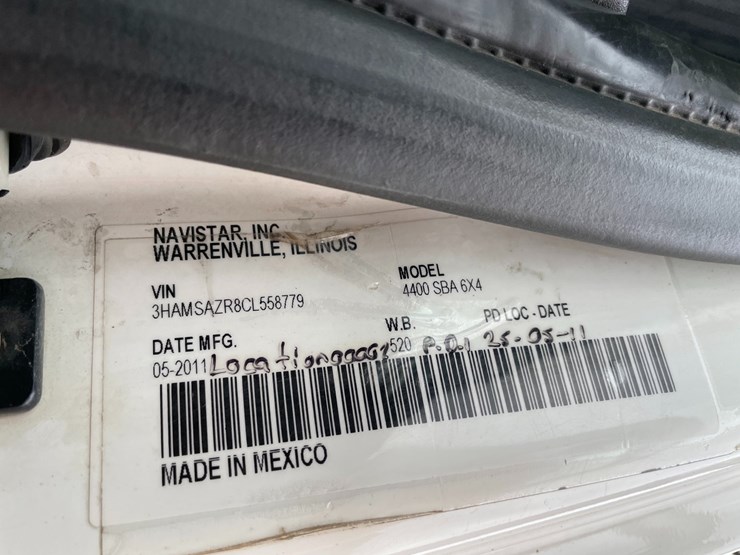 NAVISTAR, INC
WARRENVILLE, ILLINOIS
VIN
3HAMSAZR8CL558779
MODEL
4400 SBA 6X4
DATE MFG.
05-2011
W.B.
520
PD LOC - DATE
P.D.I 25-05-11
MADE IN MEXICO